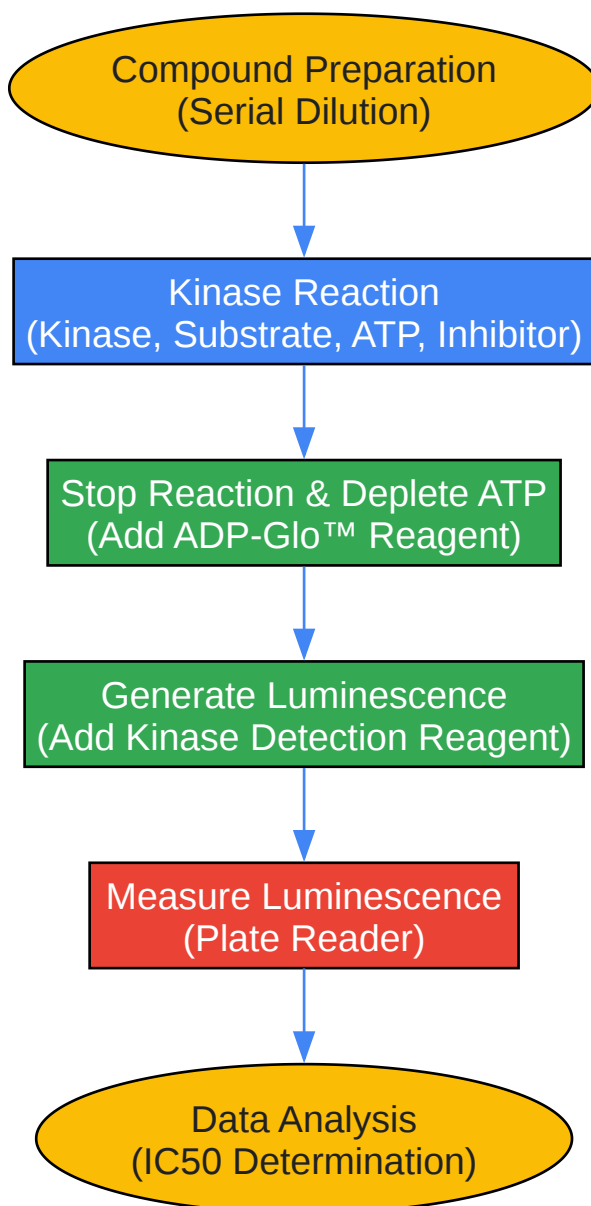 Compound Preparation
(Serial Dilution)
Kinase Reaction
(Kinase, Substrate, ATP, Inhibitor)
Stop Reaction & Deplete ATP
(Add ADP-Glo™ Reagent)
Generate Luminescence
(Add Kinase Detection Reagent)
Measure Luminescence
(Plate Reader)
Data Analysis
(IC50 Determination)